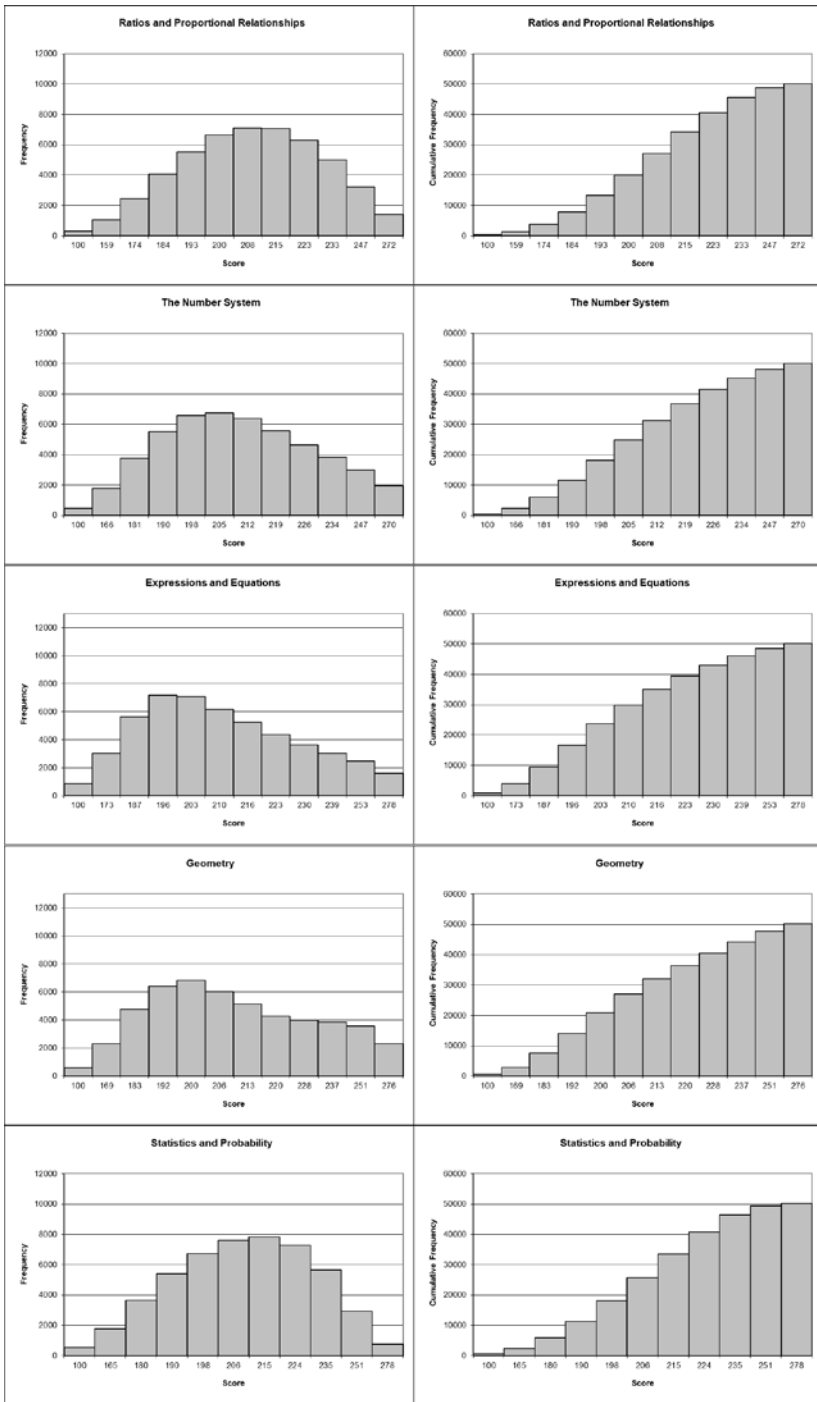 Ratios and Proportional Relationships
12000
10000
8000
6000
4000
2000
0
Frequency
100 159 174 184 193 200 208 215 223 233 247 272
Score
Ratios and Proportional Relationships
60000
50000
40000
30000
20000
10000
0
Cumulative Frequency
100 159 174 184 193 200 208 215 223 233 247 272
Score
The Number System
12000
10000
8000
6000
4000
2000
0
Frequency
100 166 181 190 198 205 212 219 226 234 247 270
Score
The Number System
60000
50000
40000
30000
20000
10000
0
Cumulative Frequency
100 166 181 190 198 205 212 219 226 234 247 270
Score
Expressions and Equations
12000
10000
8000
6000
4000
2000
0
Frequency
100 173 187 196 203 210 216 223 230 239 253 278
Score
Expressions and Equations
60000
50000
40000
30000
20000
10000
0
Cumulative Frequency
100 173 187 196 203 210 216 223 230 239 253 278
Score
Geometry
12000
10000
8000
6000
4000
2000
0
Frequency
100 169 183 192 200 206 213 220 228 237 251 276
Score
Geometry
60000
50000
40000
30000
20000
10000
0
Cumulative Frequency
100 169 183 192 200 206 213 220 228 237 251 276
Score
Statistics and Probability
12000
10000
8000
6000
4000
2000
0
Frequency
100 165 180 190 198 206 215 224 235 251 278
Score
Statistics and Probability
60000
50000
40000
30000
20000
10000
0
Cumulative Frequency
100 165 180 190 198 206 215 224 235 251 278
Score